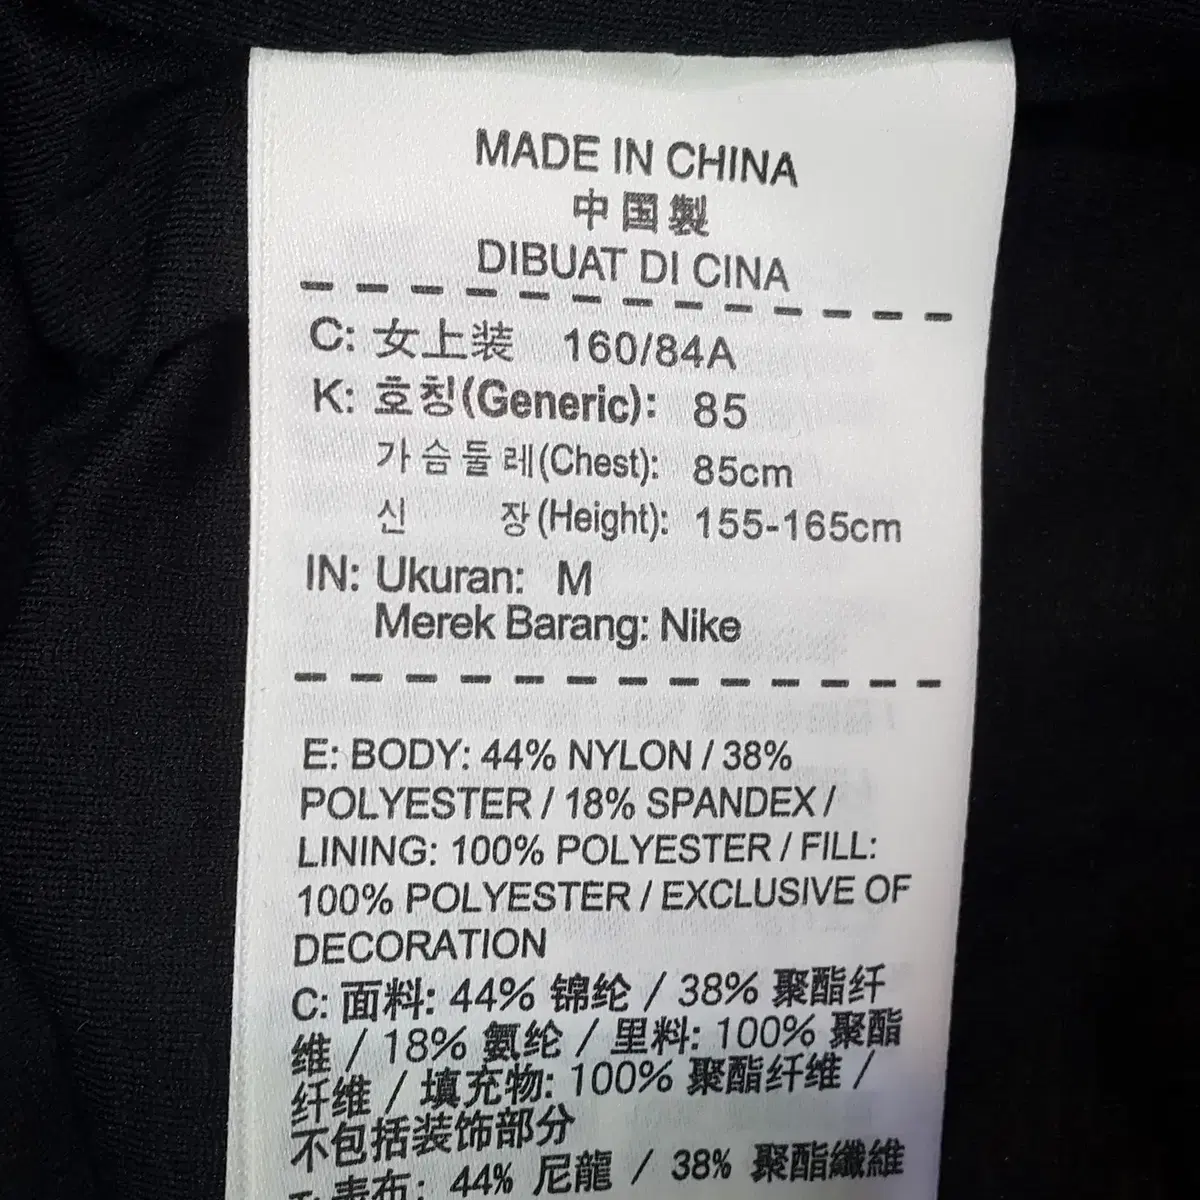 MADE IN CHINA
中国製
DIBUAT DI CINA
C: 女上装 160/84A
K: 호칭(Generic): 85
가슴둘레(Chest): 85cm
신 장(Height): 155-165cm
IN: Ukuran: M
Merek Barang: Nike
E: BODY: 44% NYLON / 38%
POLYESTER / 18% SPANDEX /
LINING: 100% POLYESTER / FILL:
100% POLYESTER / EXCLUSIVE OF
DECORATION
C: 面料: 44% 锦纶 / 38% 聚酯纤
维 / 18% 氨纶 / 里料: 100% 聚酯
纤维 / 填充物: 100% 聚酯纤维 /
不包括装饰部分
表布: 44% 尼龍 / 38% 聚酯纖維